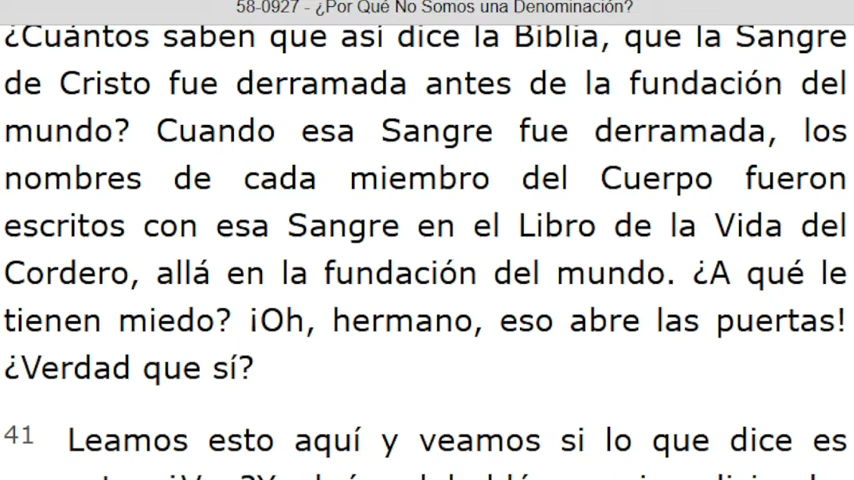 58-0927 - ¿Por Qué No Somos una Denominación?
¿Cuántos saben que así dice la Biblia, que la Sangre
de Cristo fue derramada antes de la fundación del
mundo? Cuando esa Sangre fue derramada, los
nombres de cada miembro del Cuerpo fueron
escritos con esa Sangre en el Libro de la Vida del
Cordero, allá en la fundación del mundo. ¿A qué le
tienen miedo? ¡Oh, hermano, eso abre las puertas!
¿Verdad que sí?
41 Leamos esto aquí y veamos si lo que dice es